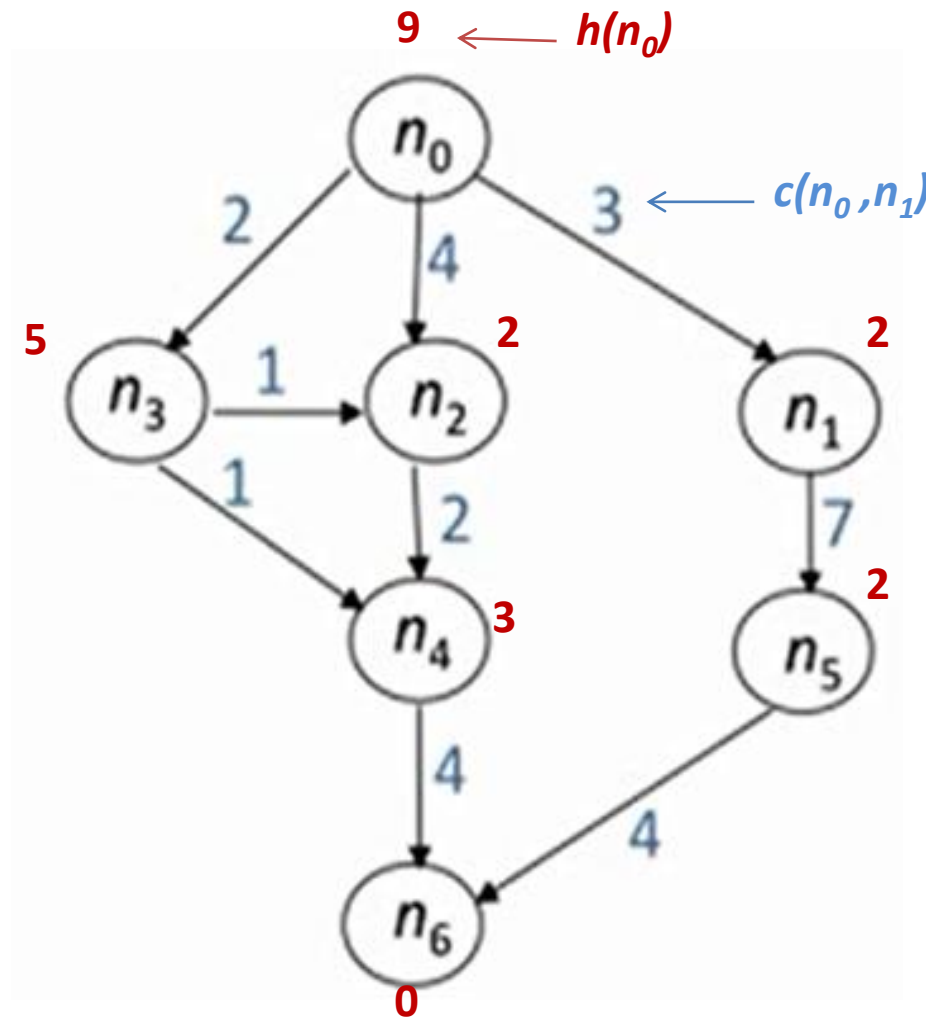 9 h(n₀)
n₀
2 4 3 c(n₀ ,n₁)
5 2 2
n₃ 1 n₂ n₁
1 2 7
2
n₄ 3 n₅
4 4
n₆
0